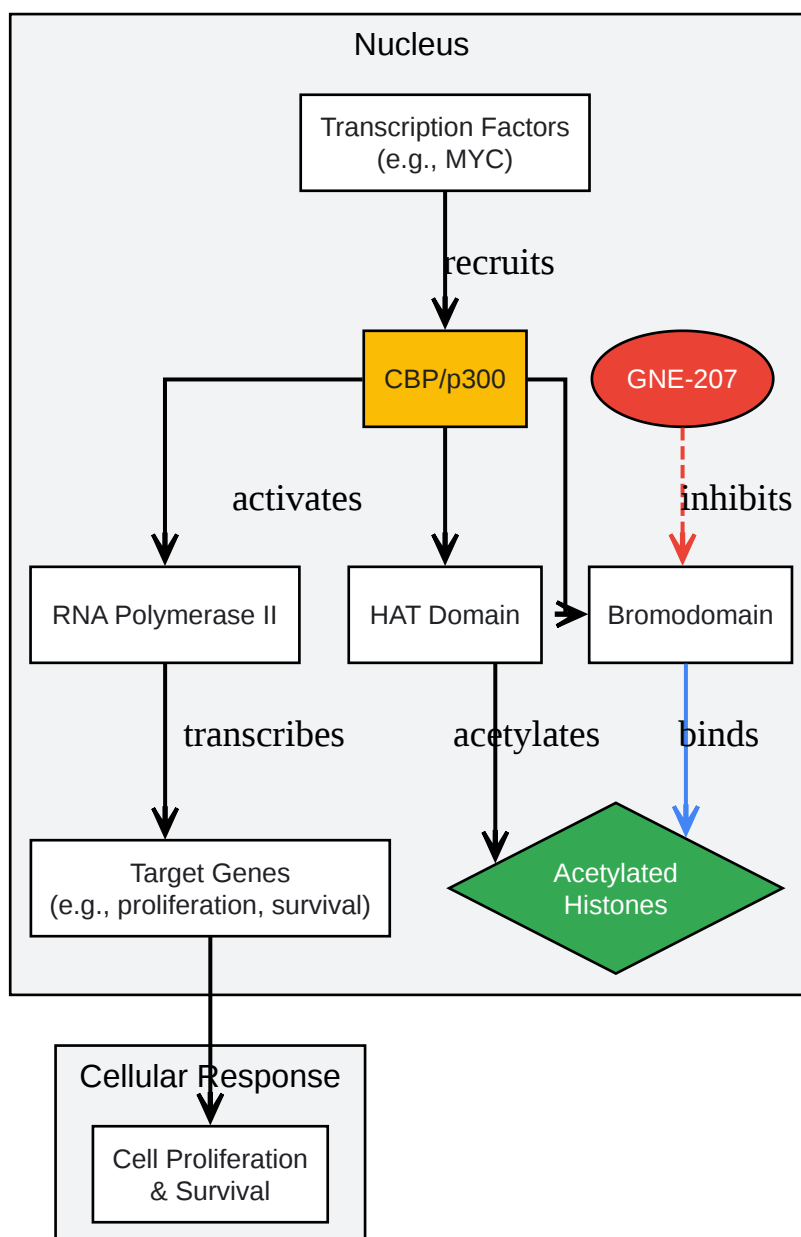 Nucleus
Transcription Factors
(e.g., MYC)
recruits
CBP/p300
GNE-207
activates
inhibits
RNA Polymerase II
HAT Domain
Bromodomain
transcribes
acetylates
binds
Target Genes
(e.g., proliferation, survival)
Acetylated
Histones
Cellular Response
Cell Proliferation
& Survival